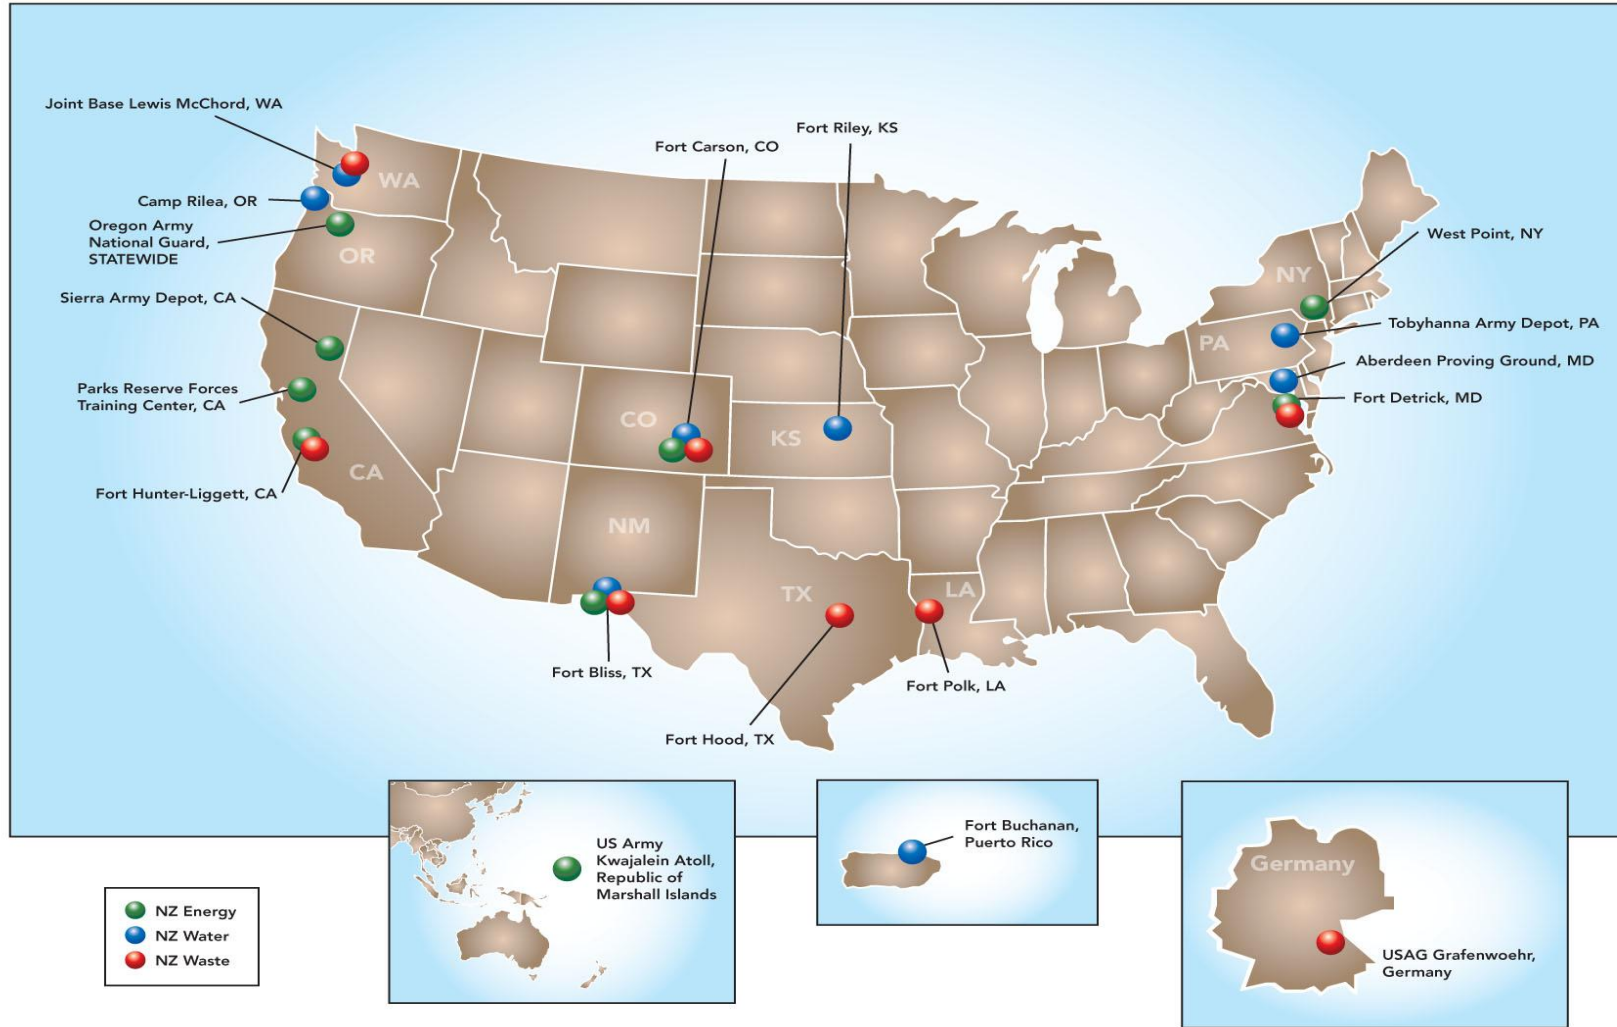 Joint Base Lewis McChord, WA
Fort Carson, CO
Fort Riley, KS
WA
Camp Rilea, OR
Oregon Army
National Guard,
STATEWIDE
OR
West Point, NY
NY
Sierra Army Depot, CA
Tobyhanna Army Depot, PA
PA
Aberdeen Proving Ground, MD
Parks Reserve Forces
Training Center, CA
Fort Detrick, MD
CO
KS
CA
Fort Hunter-Liggett, CA
NM
TX
LA
Fort Bliss, TX
Fort Polk, LA
Fort Hood, TX
US Army
Kwajalein Atoll,
Republic of
Marshall Islands
Fort Buchanan,
Puerto Rico
Germany
USAG Grafenwoehr,
Germany
NZ Energy
NZ Water
NZ Waste